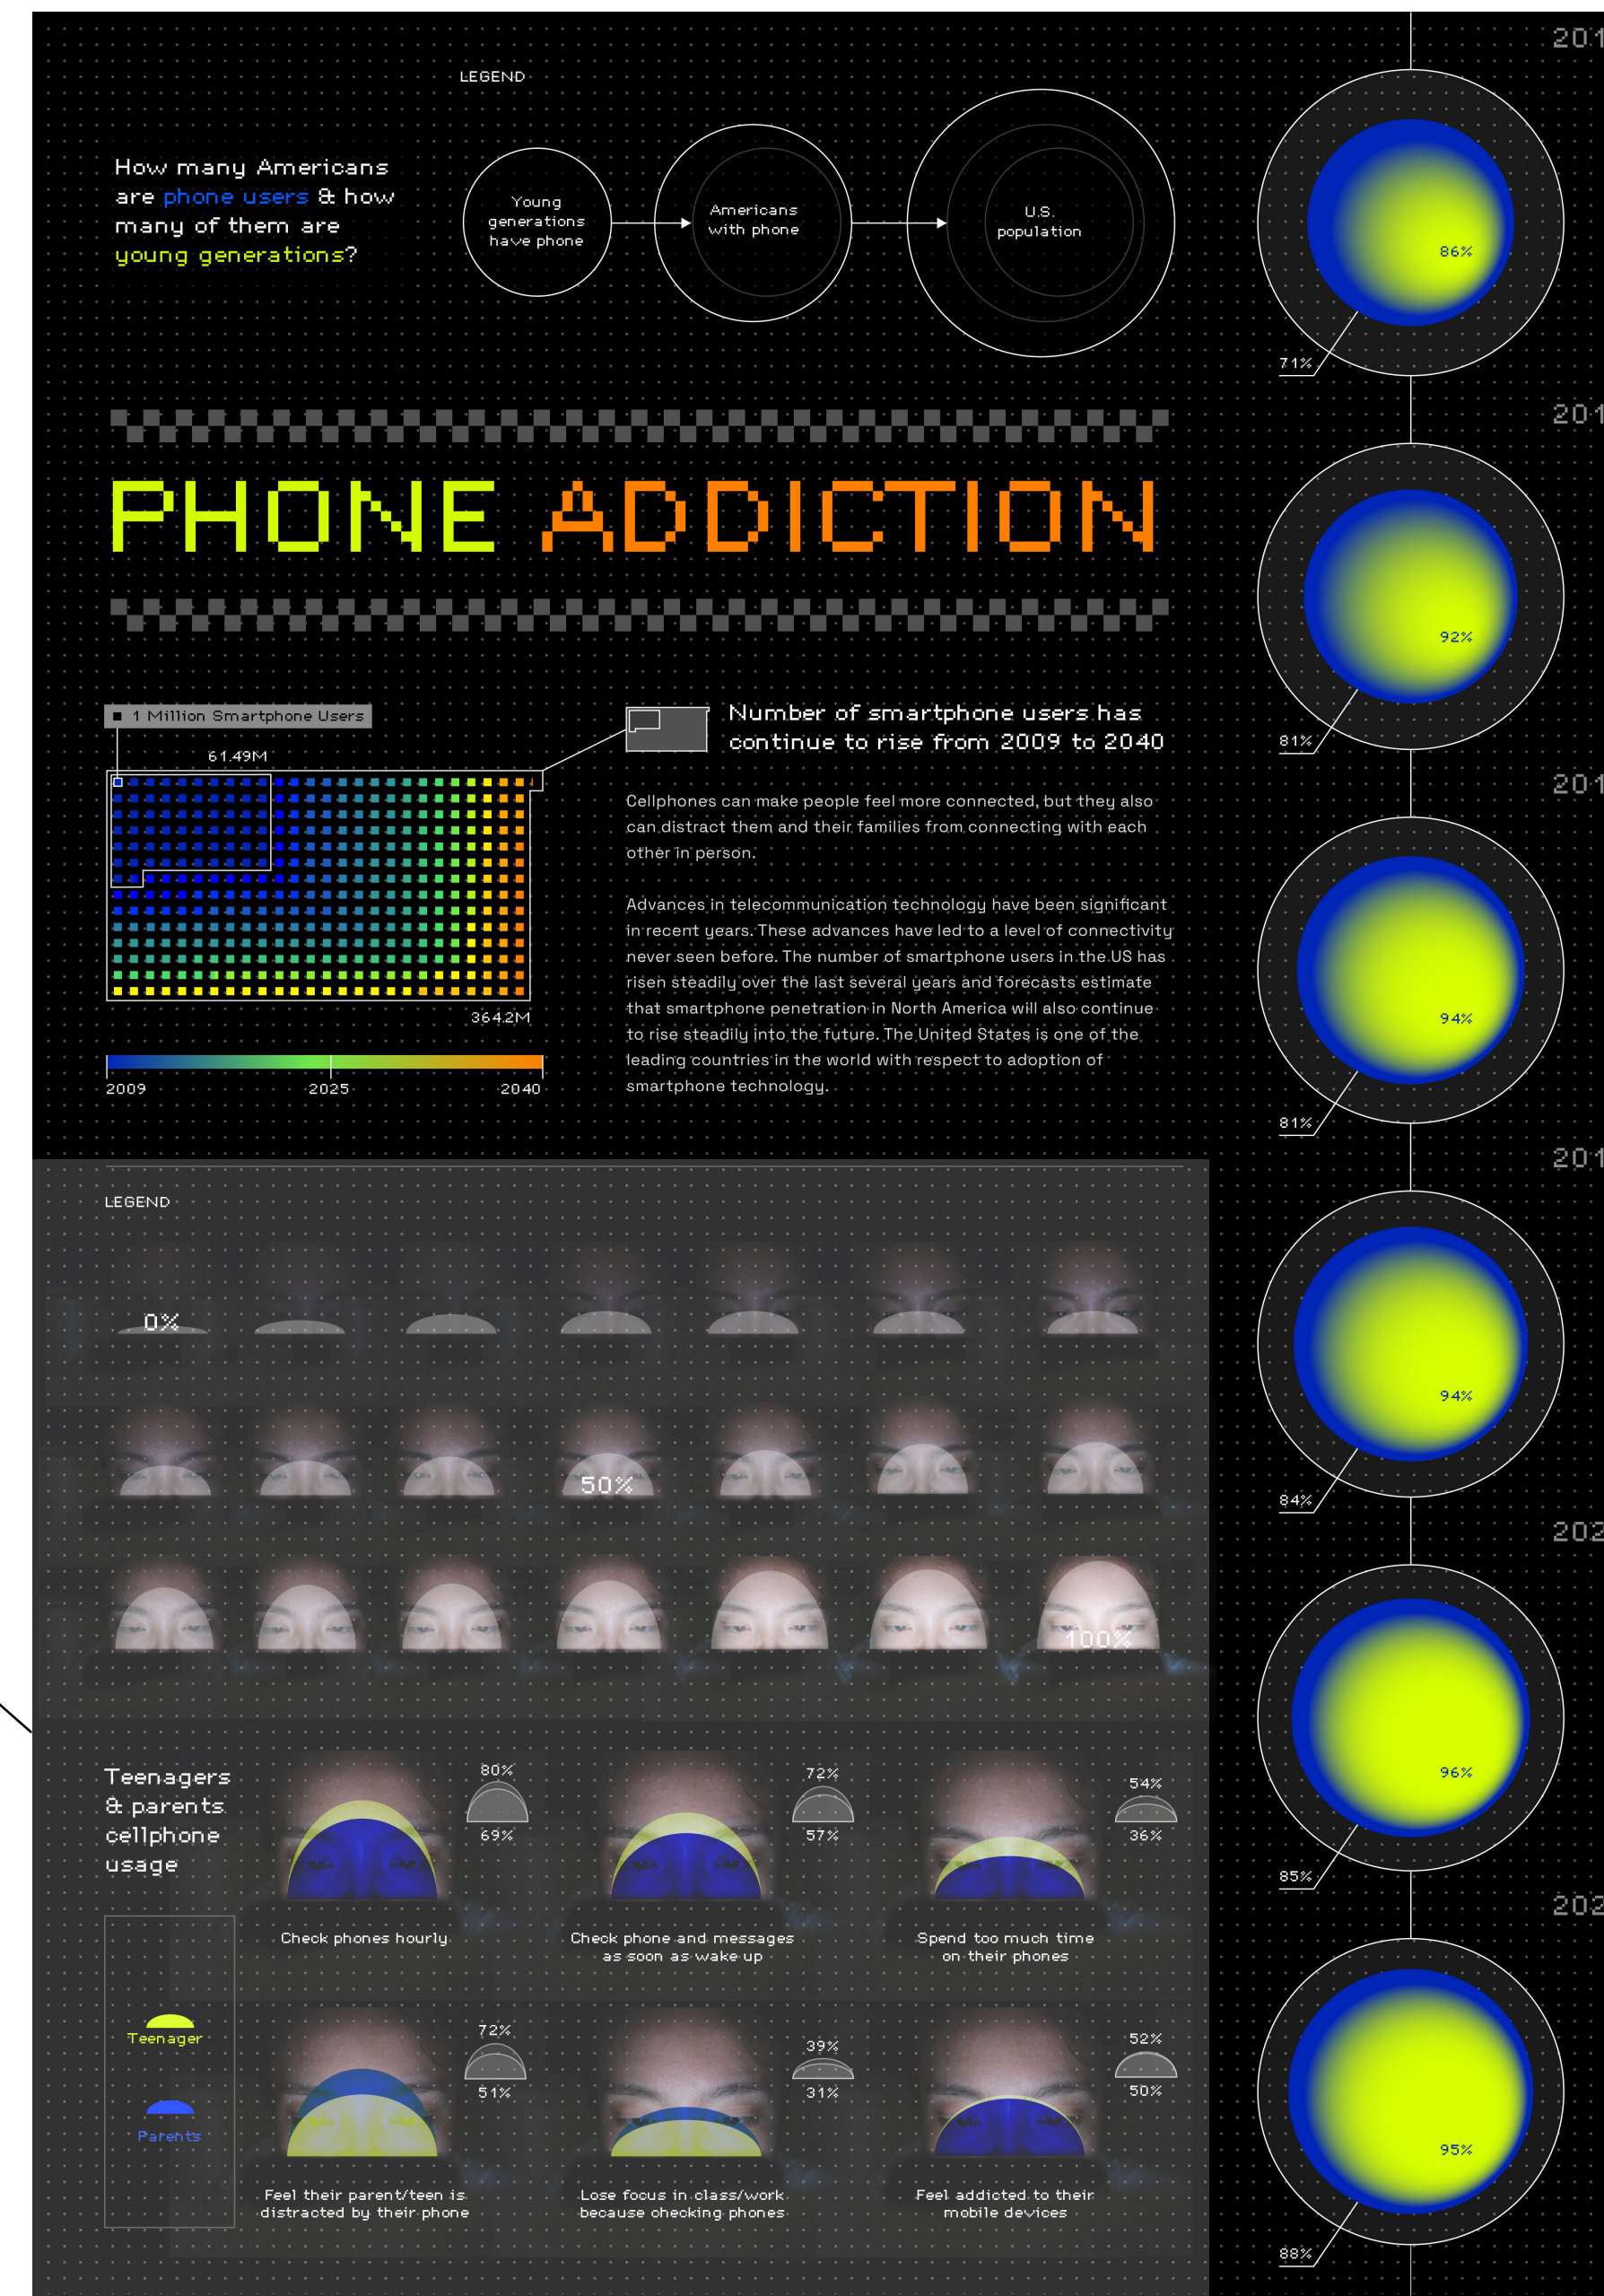 LEGEND
How many Americans
are phone users & how
many of them are
young generations?
Young
generations
have phone
Americans
with phone
U.S.
population
PHONE ADDICTION
1 Million Smartphone Users
61.49M
364.2M
2009
2025
2040
Number of smartphone users has
continue to rise from 2009 to 2040
Cellphones can make people feel more connected, but they also
can distract them and their families from connecting with each
other in person.
Advances in telecommunication technology have been significant
in recent years. These advances have led to a level of connectivity
never seen before. The number of smartphone users in the US has
risen steadily over the last several years and forecasts estimate
that smartphone penetration in North America will also continue
to rise steadily into the future. The United States is one of the
leading countries in the world with respect to adoption of
smartphone technology.
LEGEND
0%
50%
100%
Teenagers
& parents
cellphone
usage
Teenager
Parents
80%
69%
Check phones hourly
72%
57%
Check phone and messages
as soon as wake up
54%
36%
Spend too much time
on their phones
72%
51%
Feel their parent/teen is
distracted by their phone
39%
31%
Lose focus in class/work
because checking phones
52%
50%
Feel addicted to their
mobile devices
201
86%
71%
201
92%
81%
201
94%
81%
201
94%
84%
202
96%
85%
202
95%
88%